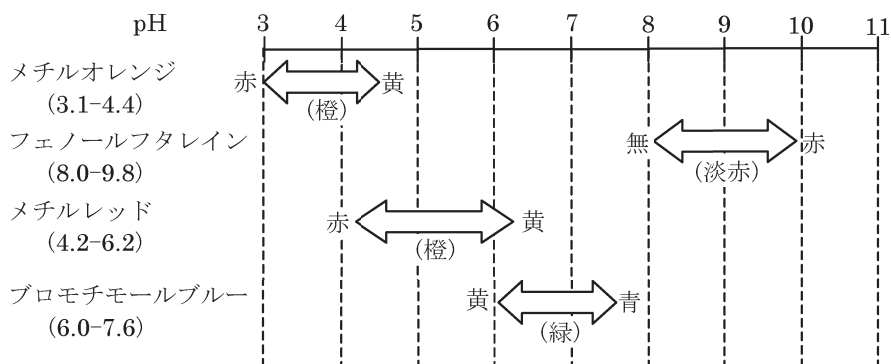 pH 3 4 5 6 7 8 9 10 11
メチルオレンジ 赤 黄
(3.1−4.4) (橙)
フェノールフタレイン 無 赤
(8.0−9.8) (淡赤)
メチルレッド 赤 黄
(4.2−6.2) (橙)
ブロモチモールブルー 黄 青
(6.0−7.6) (緑)